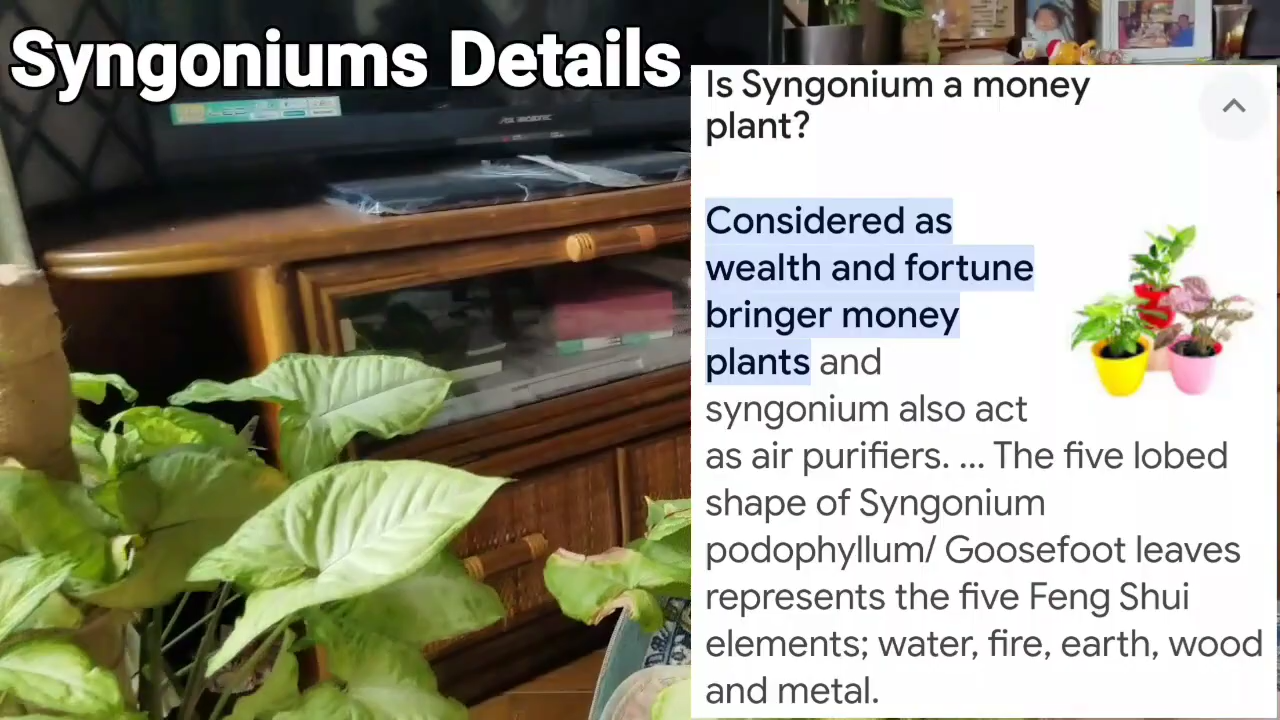 Syngoniums Details
Is Syngonium a money
plant?
Considered as
wealth and fortune
bringer money
plants and
syngonium also act
as air purifiers. ... The five lobed
shape of Syngonium
podophyllum/ Goosefoot leaves
represents the five Feng Shui
elements; water, fire, earth, wood
and metal.